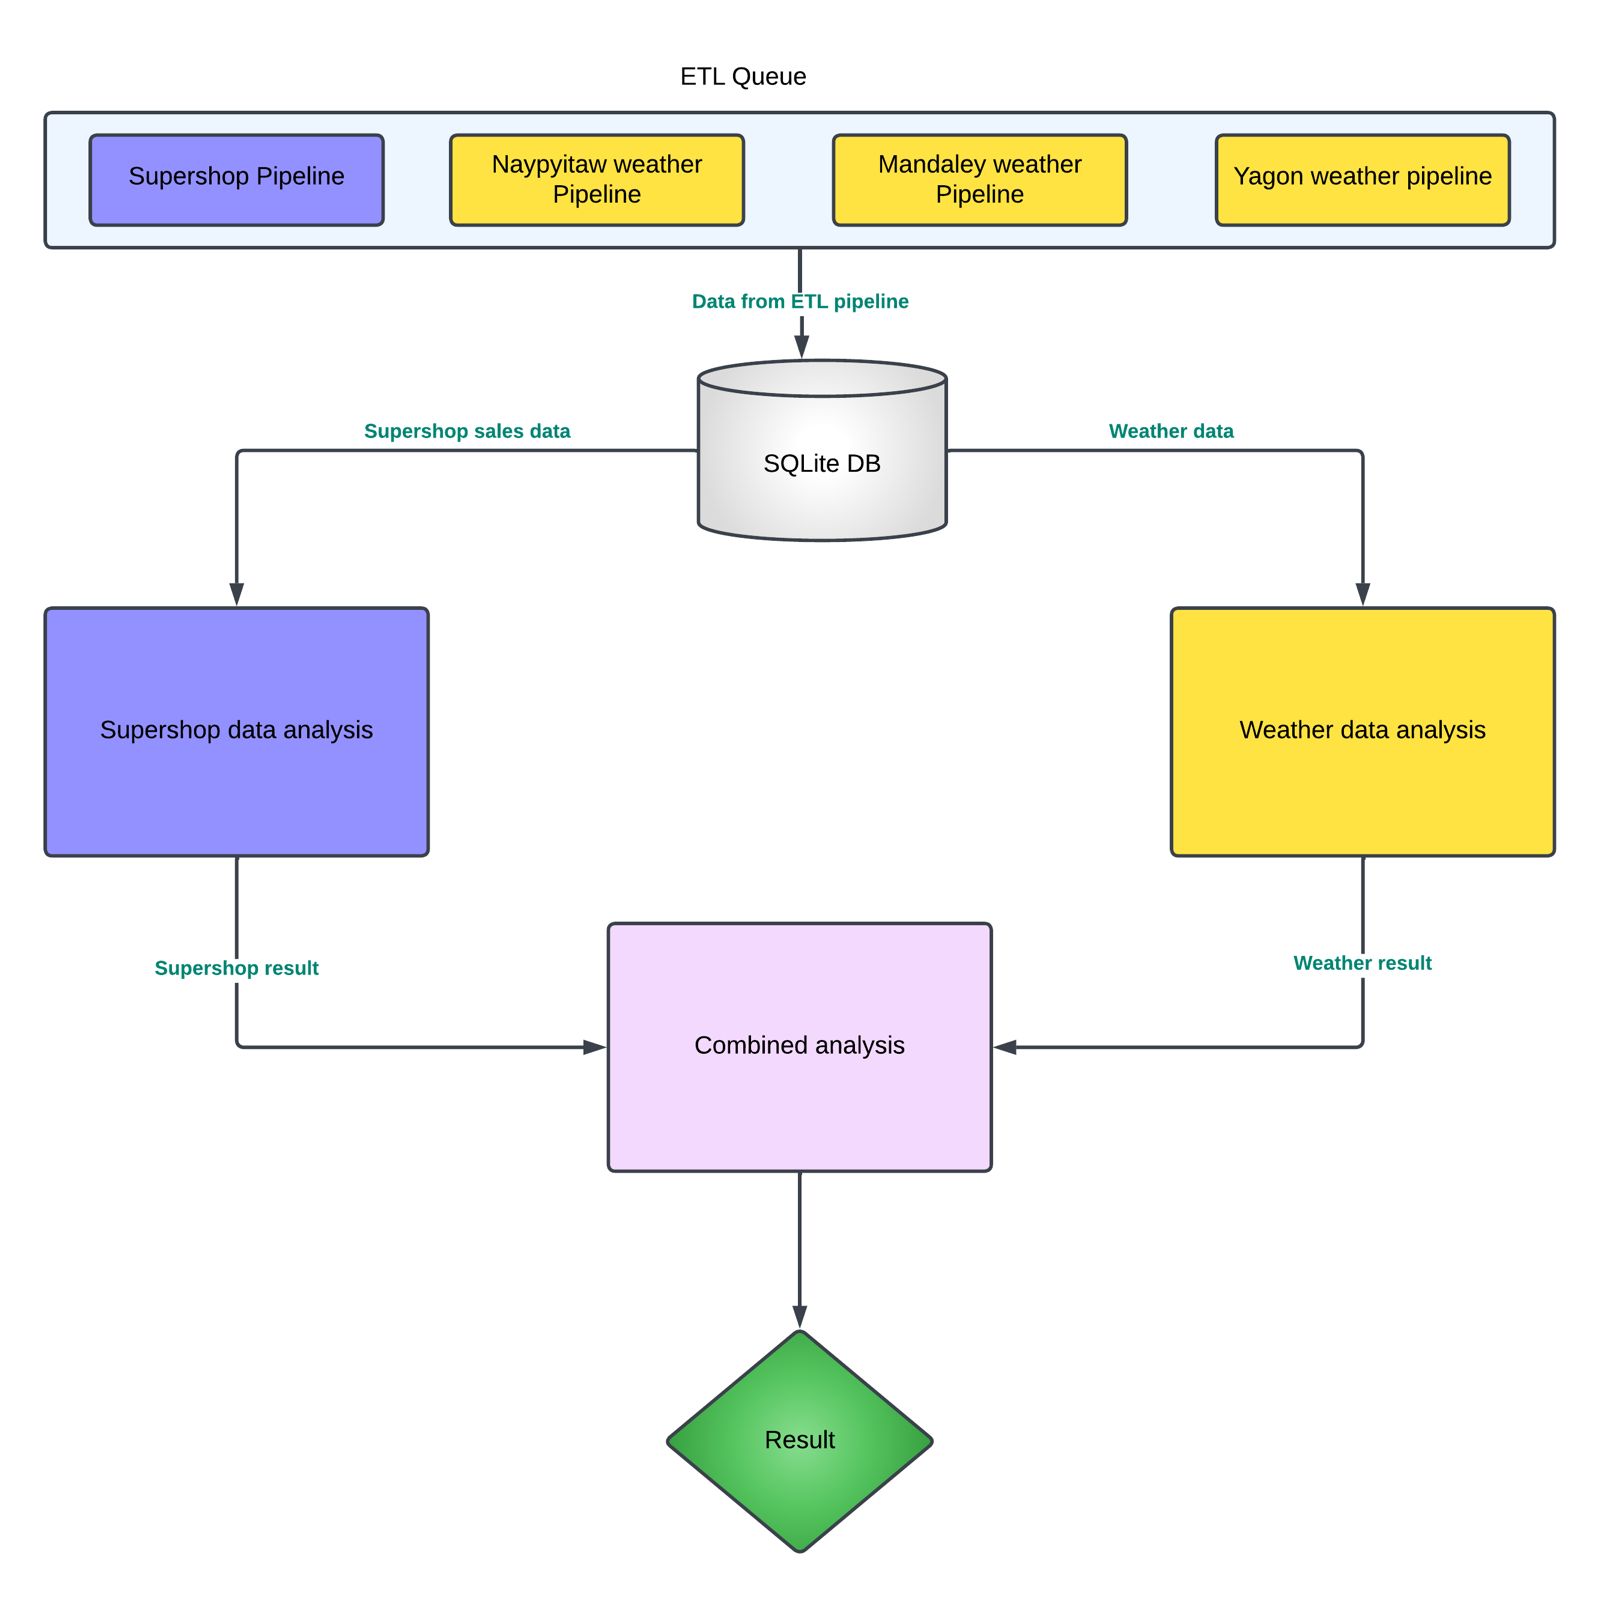 ETL Queue
Supershop Pipeline
Naypyitaw weather
Pipeline
Mandaley weather
Pipeline
Yagon weather pipeline
Data from ETL pipeline
Supershop sales data
Weather data
SQLite DB
Supershop data analysis
Weather data analysis
Supershop result
Weather result
Combined analysis
Result